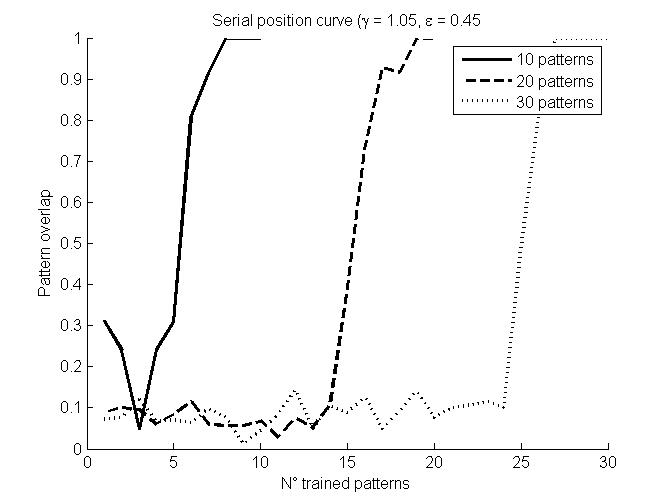 Serial position curve (γ = 1.05, ε = 0.45
1
0.9
0.8
0.7
0.6
0.5
0.4
0.3
0.2
0.1
0
Pattern overlap
10 patterns
20 patterns
30 patterns
0 5 10 15 20 25 30
N° trained patterns